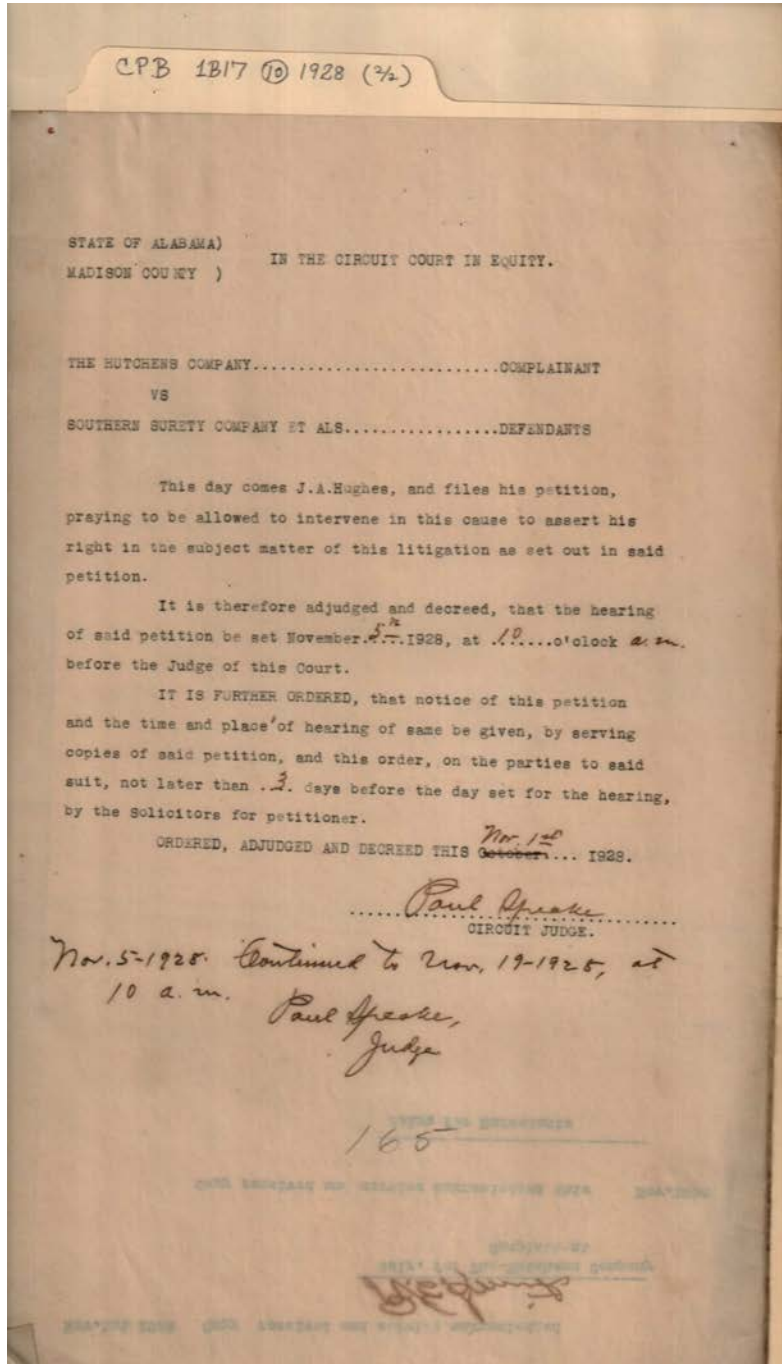 CPB 1B17 ⑩ 1928 (2/2)
STATE OF ALABAMA)
IN THE CIRCUIT COURT IN EQUITY.
MADISON COUNTY )
THE HUTCHENS COMPANY...........................COMPLAINANT
VS
SOUTHERN SURETY COMPANY ET ALS.................DEFENDANTS
This day comes J.A.Hughes, and files his petition,
praying to be allowed to intervene in this cause to assert his
right in the subject matter of this litigation as set out in said
petition.
It is therefore adjudged and decreed, that the hearing
of said petition be set November.5th.1928, at .10....o'clock a.m.
before the Judge of this Court.
IT IS FURTHER ORDERED, that notice of this petition
and the time and place of hearing of same be given, by serving
copies of said petition, and this order, on the parties to said
suit, not later than .3. days before the day set for the hearing,
by the Solicitors for petitioner.
ORDERED, ADJUDGED AND DECREED THIS October Nov 1st... 1928.
Paul Speake
CIRCUIT JUDGE.
Nov. 5-1928. Continued to Nov, 19-1928, at
10 a.m.
Paul Speake,
Judge
165